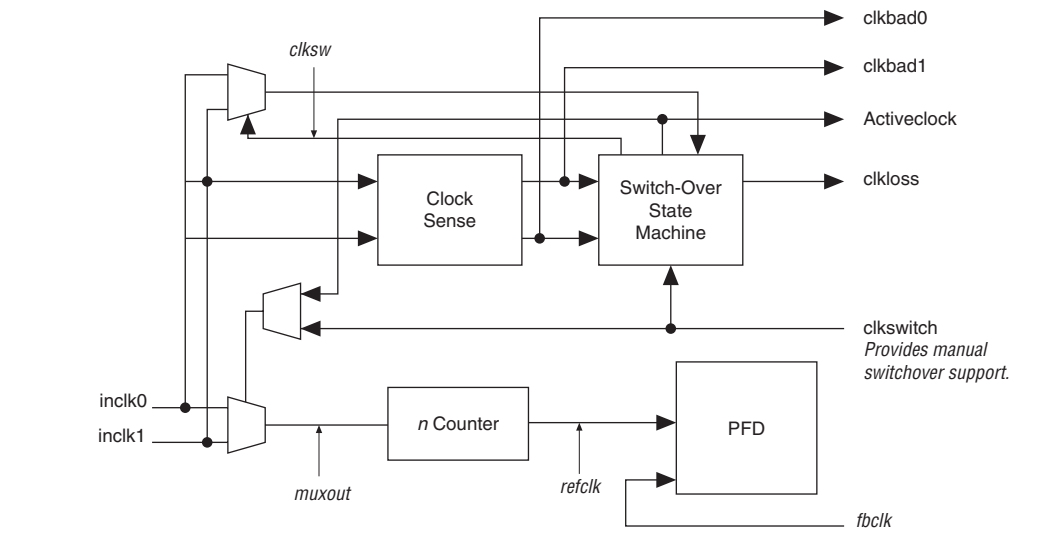 clkbad0
clksw
clkbad1
Activeclock
clkloss
Clock
Sense
Switch-Over
State
Machine
clkswitch
Provides manual
switchover support.
inclk0
inclk1
n Counter
PFD
muxout
refclk
fbclk